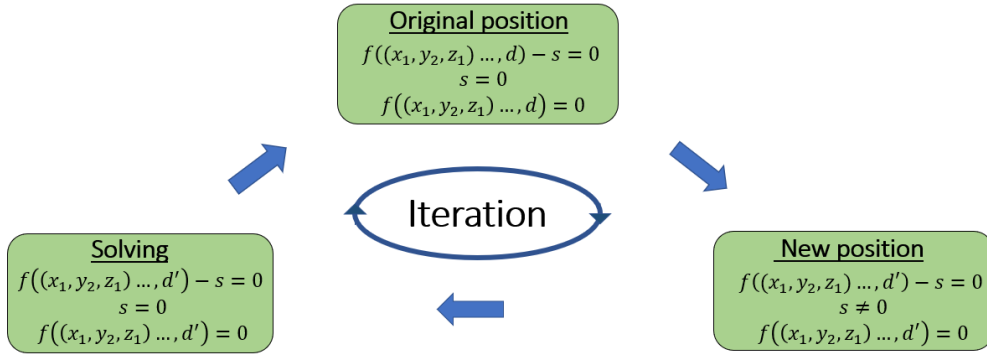 Original position
f((x₁, y₂, z₁) …, d) − s = 0
s = 0
f((x₁, y₂, z₁) …, d) = 0
Iteration
Solving
f((x₁, y₂, z₁) …, d′) − s = 0
s = 0
f((x₁, y₂, z₁) …, d′) = 0
New position
f((x₁, y₂, z₁) …, d′) − s = 0
s ≠ 0
f((x₁, y₂, z₁) …, d′) = 0